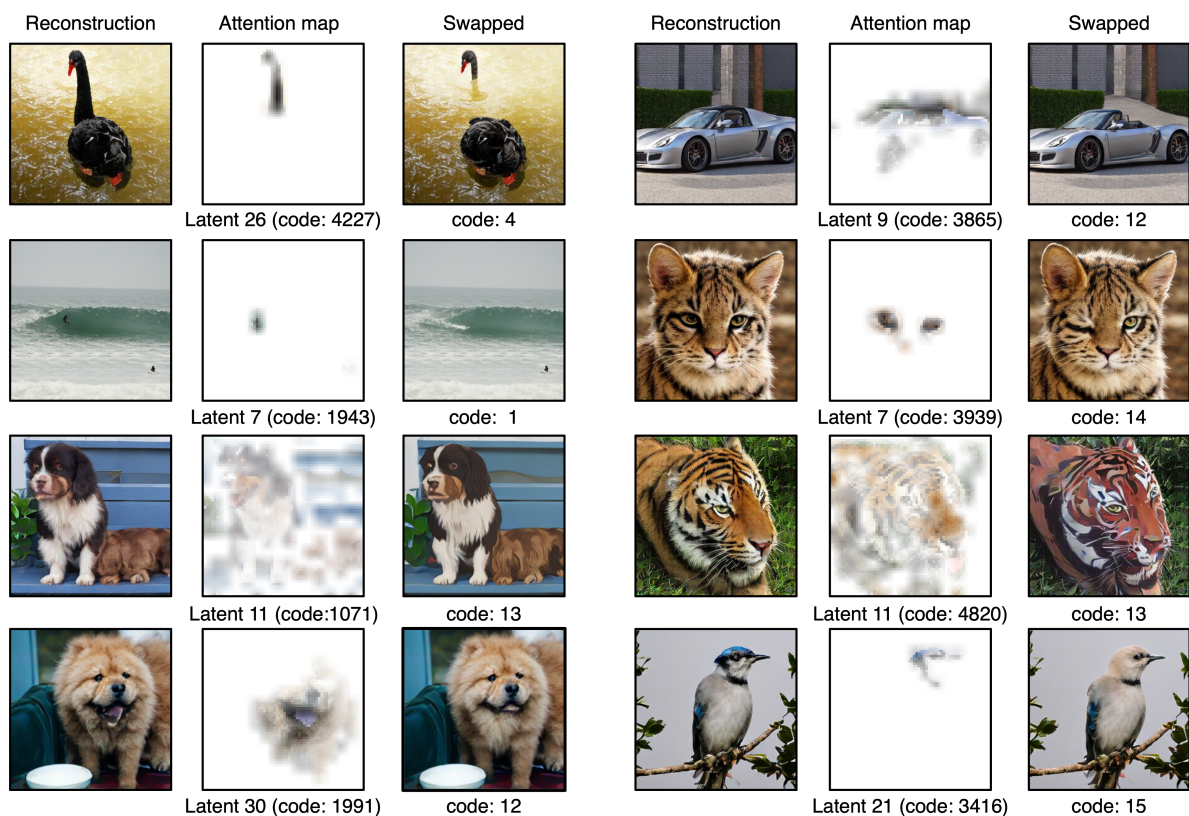 Reconstruction Attention map Swapped Reconstruction Attention map Swapped
Latent 26 (code: 4227) code: 4 Latent 9 (code: 3865) code: 12
Latent 7 (code: 1943) code: 1 Latent 7 (code: 3939) code: 14
Latent 11 (code:1071) code: 13 Latent 11 (code: 4820) code: 13
Latent 30 (code: 1991) code: 12 Latent 21 (code: 3416) code: 15